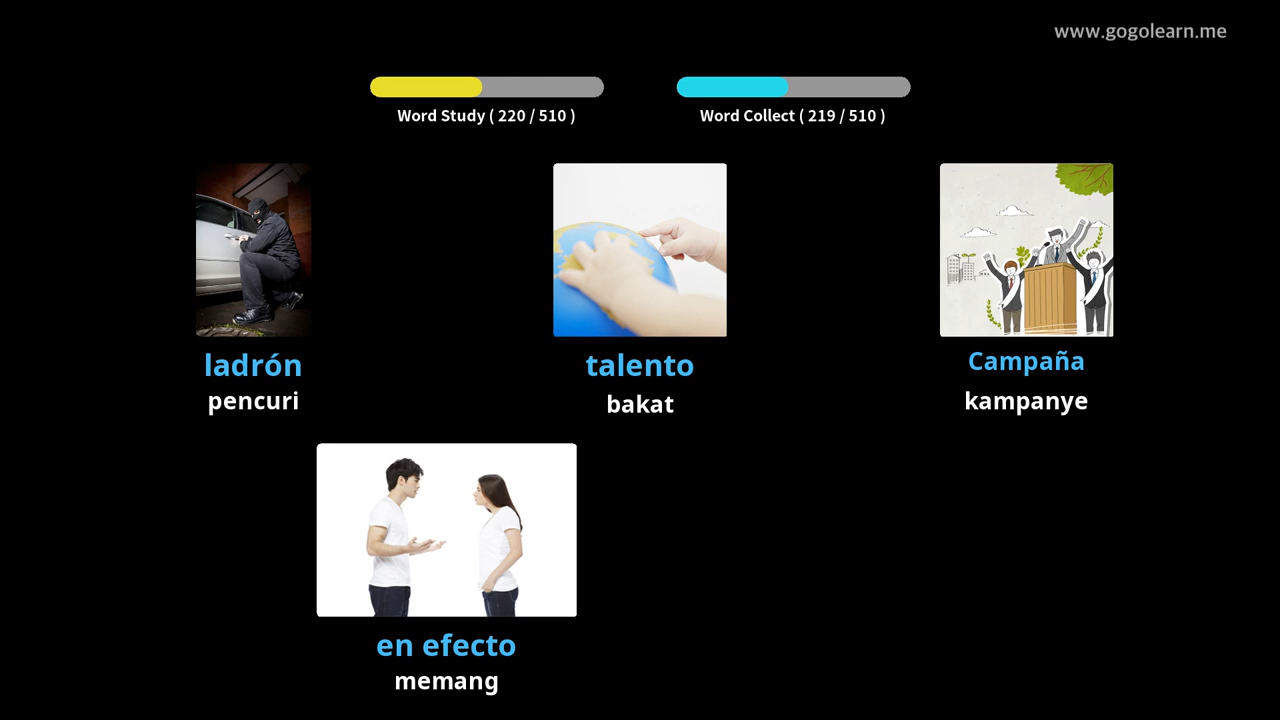 www.gogolearn.me
Word Study ( 220 / 510 )
Word Collect ( 219 / 510 )
ladrón
pencuri
talento
bakat
Campaña
kampanye
en efecto
memang